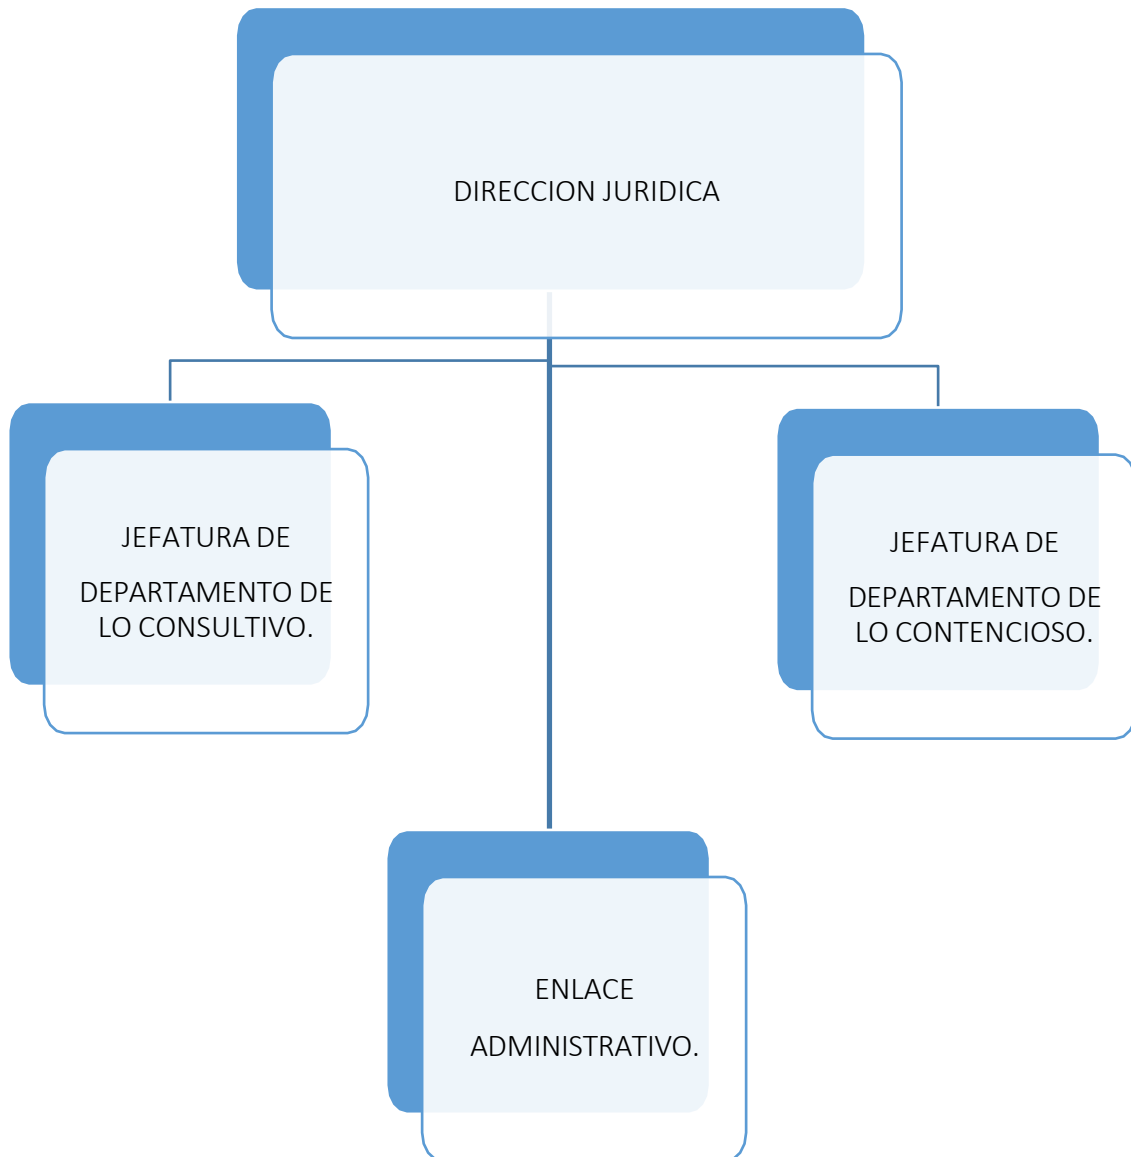 DIRECCION JURIDICA
JEFATURA DE
DEPARTAMENTO DE
LO CONSULTIVO.
JEFATURA DE
DEPARTAMENTO DE
LO CONTENCIOSO.
ENLACE
ADMINISTRATIVO.